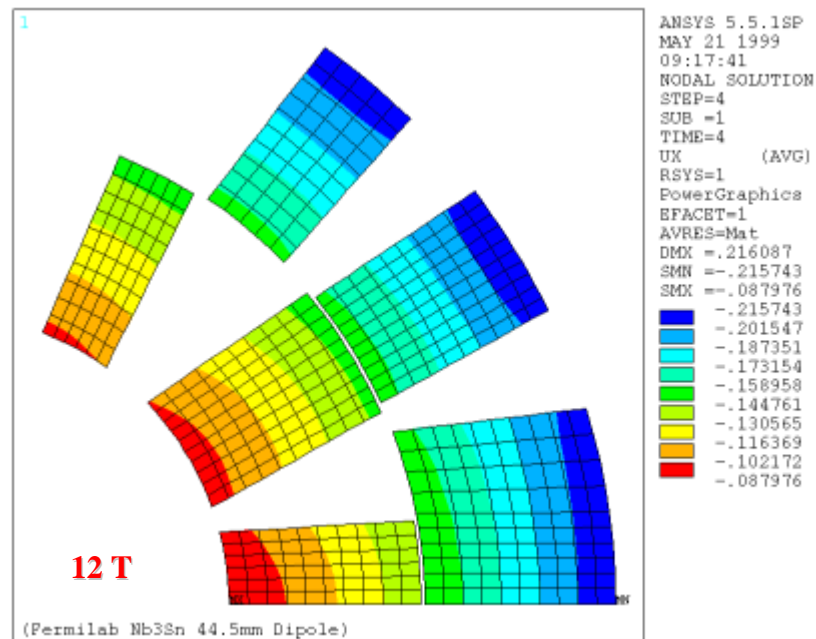 1
ANSYS 5.5.1SP
MAY 21 1999
09:17:41
NODAL SOLUTION
STEP=4
SUB =1
TIME=4
UX (AVG)
RSYS=1
PowerGraphics
EFACET=1
AVRES=Mat
DMX =.216087
SMN =-.215743
SMX =-.087976
-.215743
-.201547
-.187351
-.173154
-.158958
-.144761
-.130565
-.116369
-.102172
-.087976
12 T
(Fermilab Nb3Sn 44.5mm Dipole)